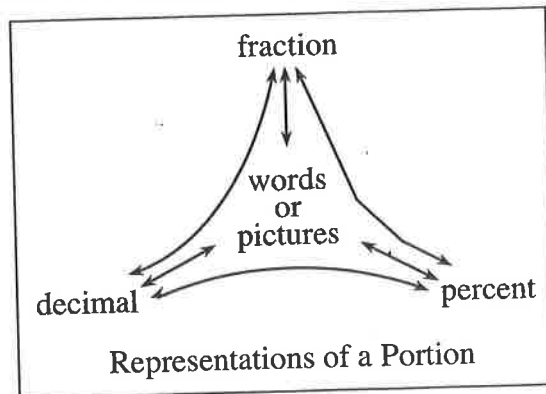 fraction
words
or
pictures
decimal
percent
Representations of a Portion